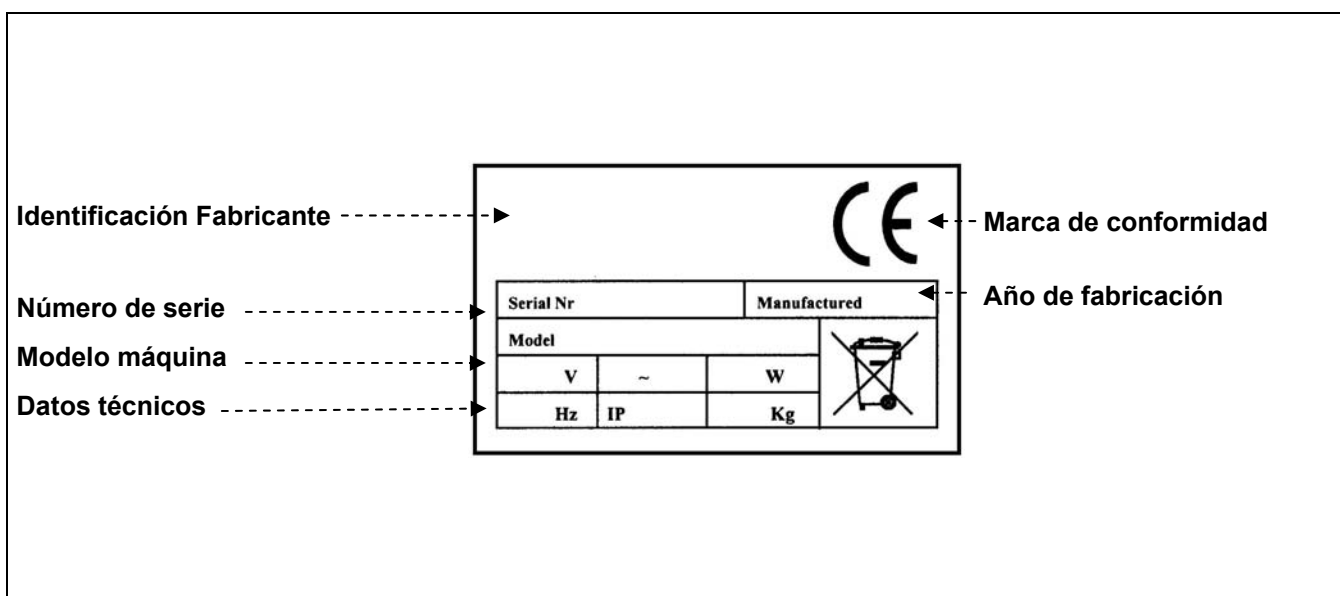 Identificación Fabricante
CE
Marca de conformidad
Número de serie
Serial Nr
Manufactured
Año de fabricación
Modelo máquina
Model
V
~
W
Datos técnicos
Hz
IP
Kg